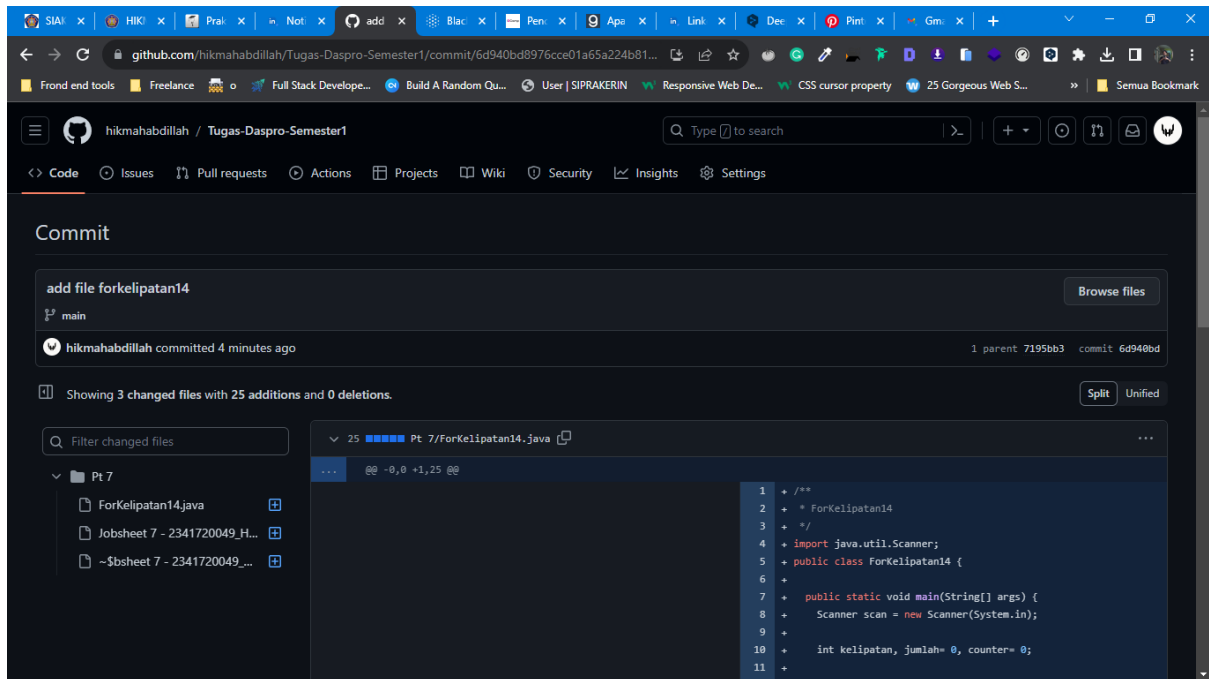 SIAK
HIKI
Prak
Noti
add
Blac
Peng
Apa
Link
Dee
Pint
Gma
github.com/hikmahabdillah/Tugas-Daspro-Semester1/commit/6d940bd8976cce01a65a224b81...
Frond end tools Freelance o Full Stack Develope... Build A Random Qu... User | SIPRAKERIN Responsive Web De... CSS cursor property 25 Gorgeous Web S... » Semua Bookmark
hikmahabdillah / Tugas-Daspro-Semester1 Type / to search
Code Issues Pull requests Actions Projects Wiki Security Insights Settings
Commit
add file forkelipatan14 Browse files
main
hikmahabdillah committed 4 minutes ago 1 parent 7195bb3 commit 6d940bd
Showing 3 changed files with 25 additions and 0 deletions. Split Unified
Filter changed files
Pt 7
ForKelipatan14.java
Jobsheet 7 - 2341720049_H...
~$bsheet 7 - 2341720049_...
25 Pt 7/ForKelipatan14.java ...
... @@ -0,0 +1,25 @@
1 + /**
2 + * ForKelipatan14
3 + */
4 + import java.util.Scanner;
5 + public class ForKelipatan14 {
6 +
7 + public static void main(String[] args) {
8 + Scanner scan = new Scanner(System.in);
9 +
10 + int kelipatan, jumlah= 0, counter= 0;
11 +